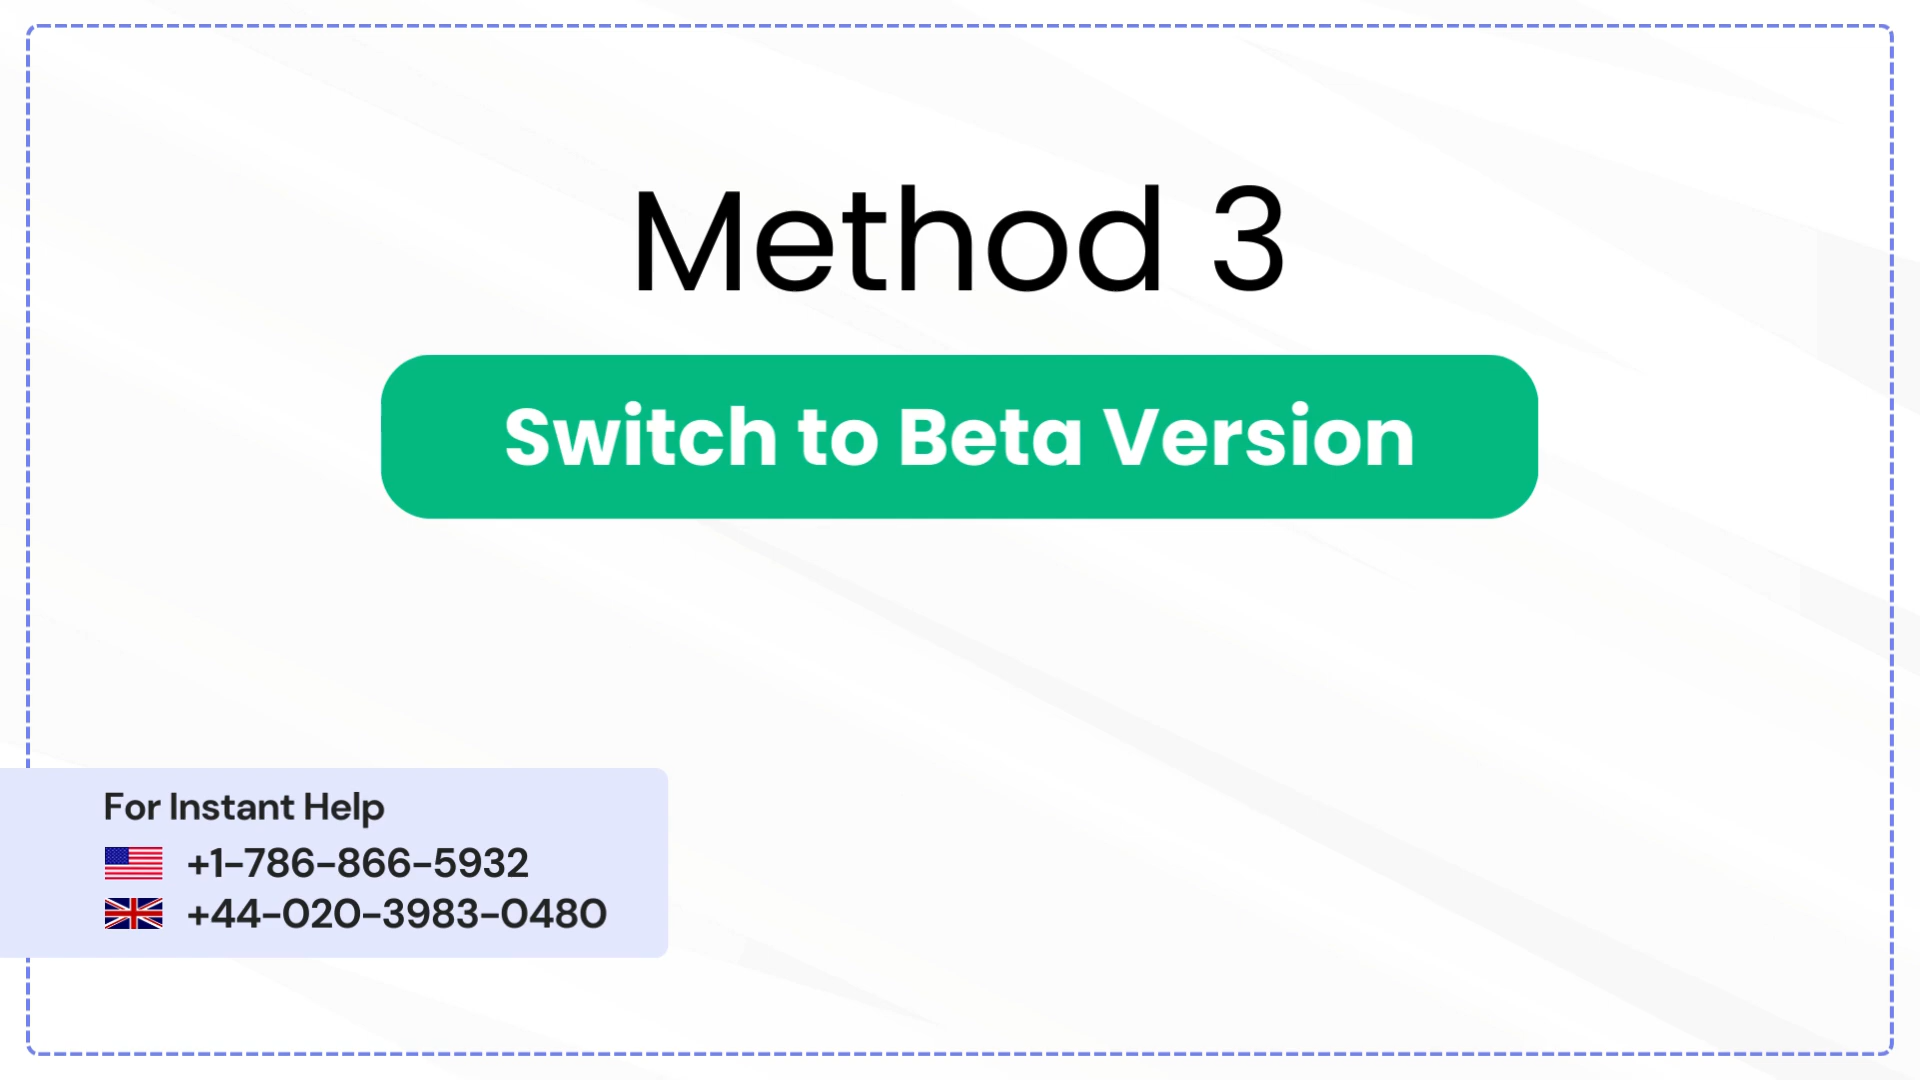 Method 3
Switch to Beta Version
For Instant Help
+1-786-866-5932
+44-020-3983-0480